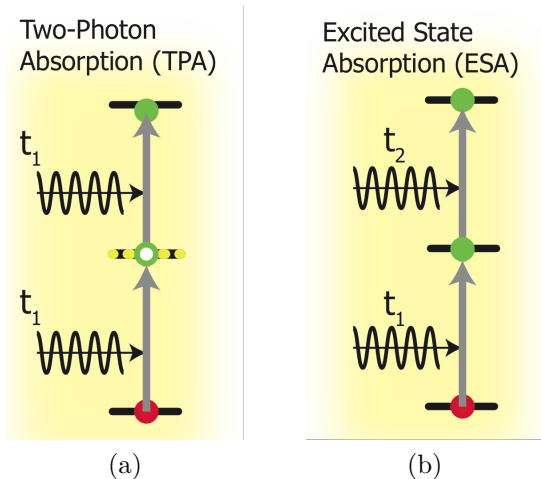 Two-Photon
Absorption (TPA)
t₁
t₁
(a)
Excited State
Absorption (ESA)
t₂
t₁
(b)